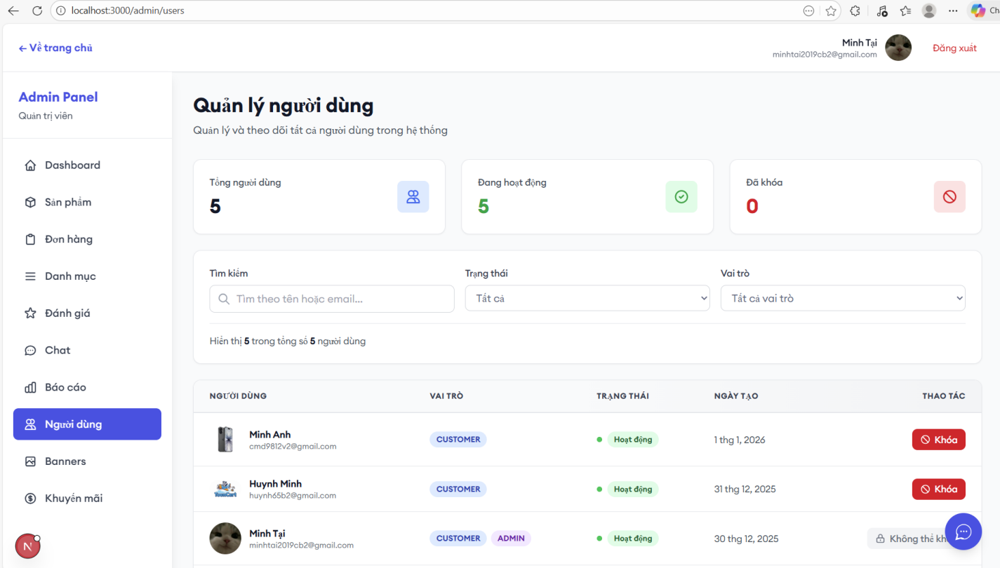 localhost:3000/admin/users
Ch
← Về trang chủ
Minh Tại
minhtai2019cb2@gmail.com
Đăng xuất
Admin Panel
Quản trị viên
Dashboard
Sản phẩm
Đơn hàng
Danh mục
Đánh giá
Chat
Báo cáo
Người dùng
Banners
Khuyến mãi
N
Quản lý người dùng
Quản lý và theo dõi tất cả người dùng trong hệ thống
Tổng người dùng
5
Đang hoạt động
5
Đã khóa
0
Tìm kiếm
Tìm theo tên hoặc email...
Trạng thái
Tất cả
Vai trò
Tất cả vai trò
Hiển thị 5 trong tổng số 5 người dùng
NGƯỜI DÙNG VAI TRÒ TRẠNG THÁI NGÀY TẠO THAO TÁC
Minh Anh
cmd9812v2@gmail.com
CUSTOMER
Hoạt động
1 thg 1, 2026
Khóa
Huynh Minh
huynh65b2@gmail.com
CUSTOMER
Hoạt động
31 thg 12, 2025
Khóa
Minh Tại
minhtai2019cb2@gmail.com
CUSTOMER ADMIN
Hoạt động
30 thg 12, 2025
Không thể kh